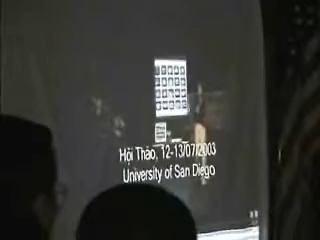 Hội Thảo, 12-13/07/2003
University of San Diego